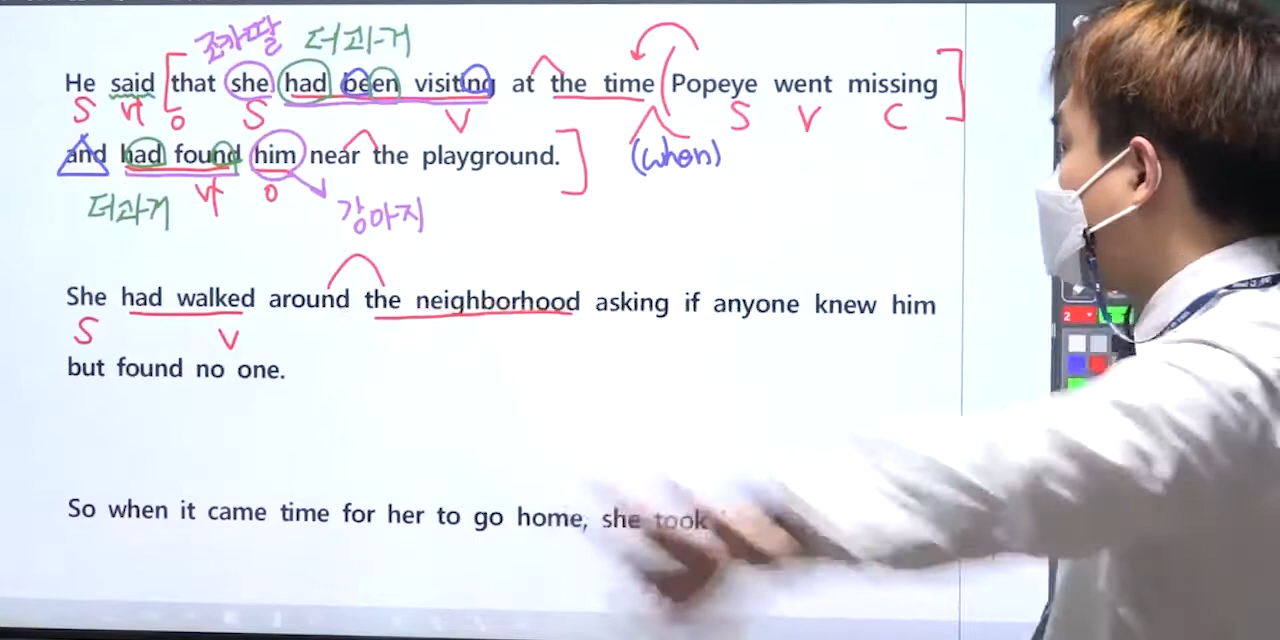 조카딸 더과거
He said [that she had been visiting at the time (Popeye went missing]
S vt o S V S V C
and had found him near the playground.] (when)
더과거 vt o 강아지
She had walked around the neighborhood asking if anyone knew him
S V
but found no one.
So when it came time for her to go home, she took
2